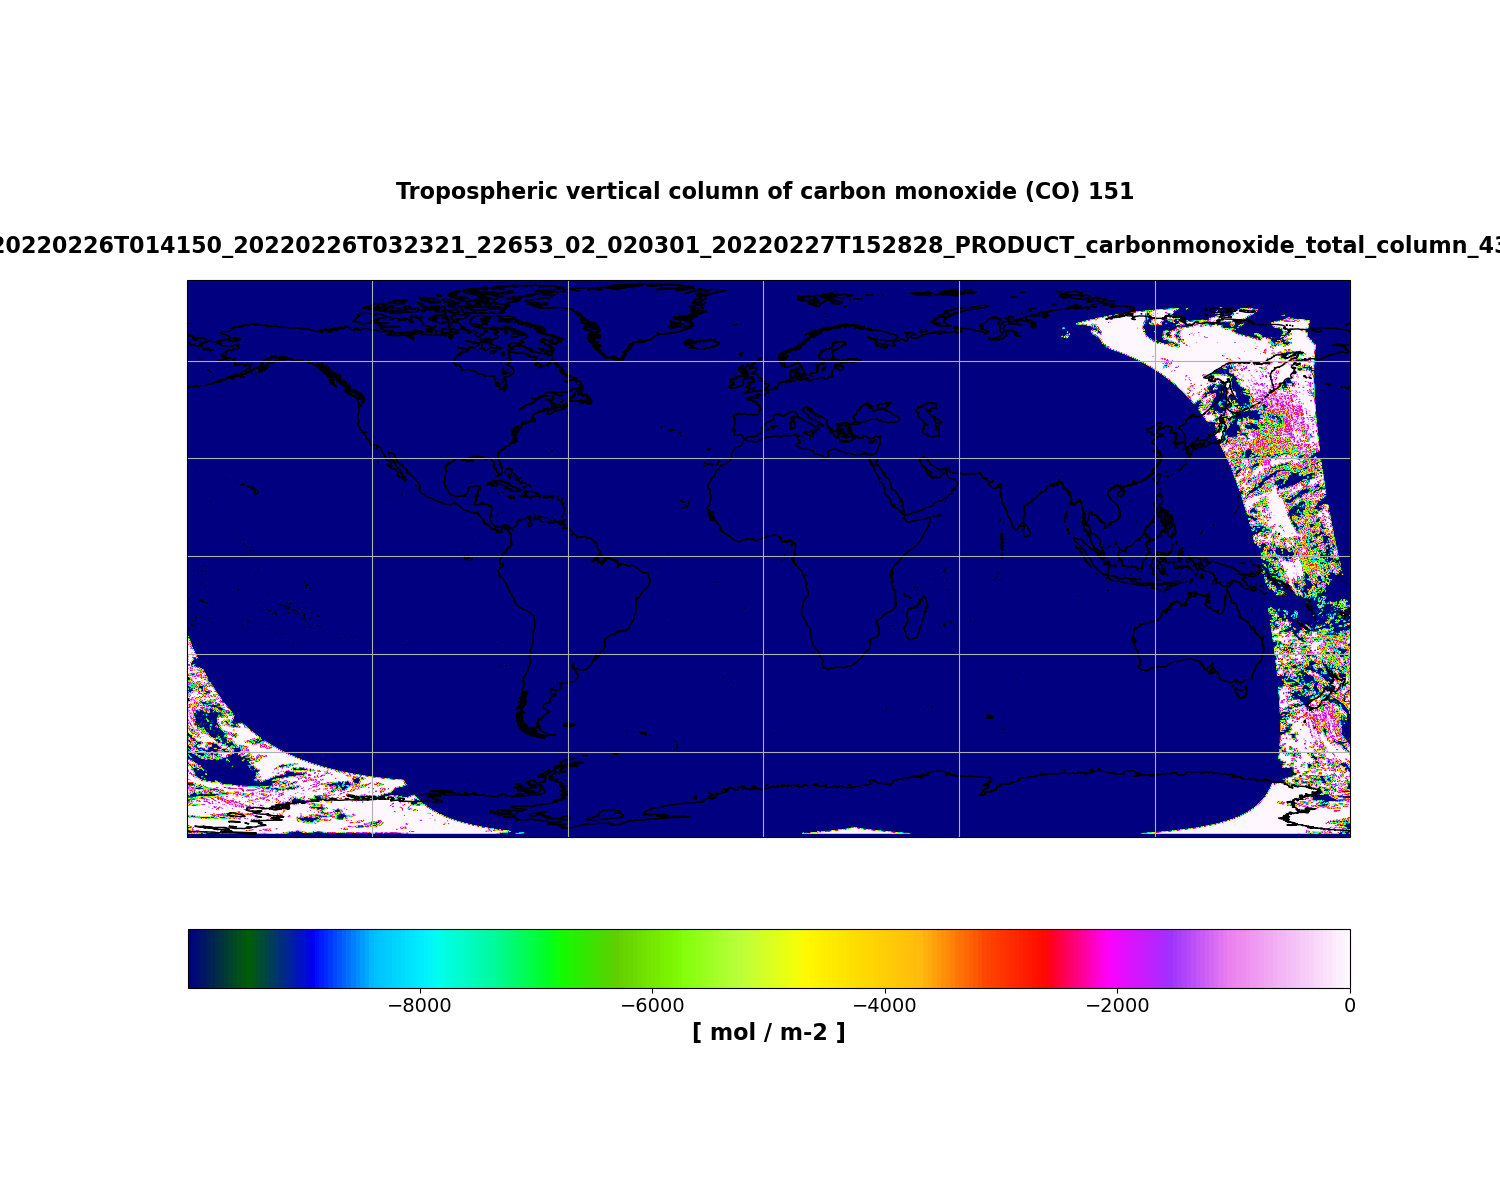 Tropospheric vertical column of carbon monoxide (CO) 151
20220226T014150_20220226T032321_22653_02_020301_20220227T152828_PRODUCT_carbonmonoxide_total_column_43
−8000 −6000 −4000 −2000 0
[ mol / m-2 ]